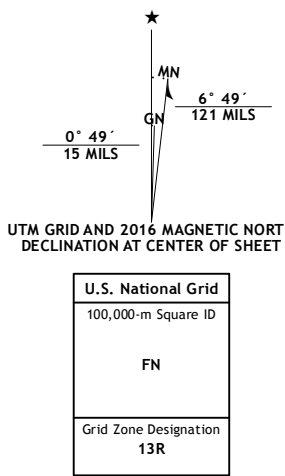 ★
MN
GN
6° 49´
121 MILS
0° 49´
15 MILS
UTM GRID AND 2016 MAGNETIC NORT
DECLINATION AT CENTER OF SHEET
U.S. National Grid
100,000-m Square ID
FN
Grid Zone Designation
13R